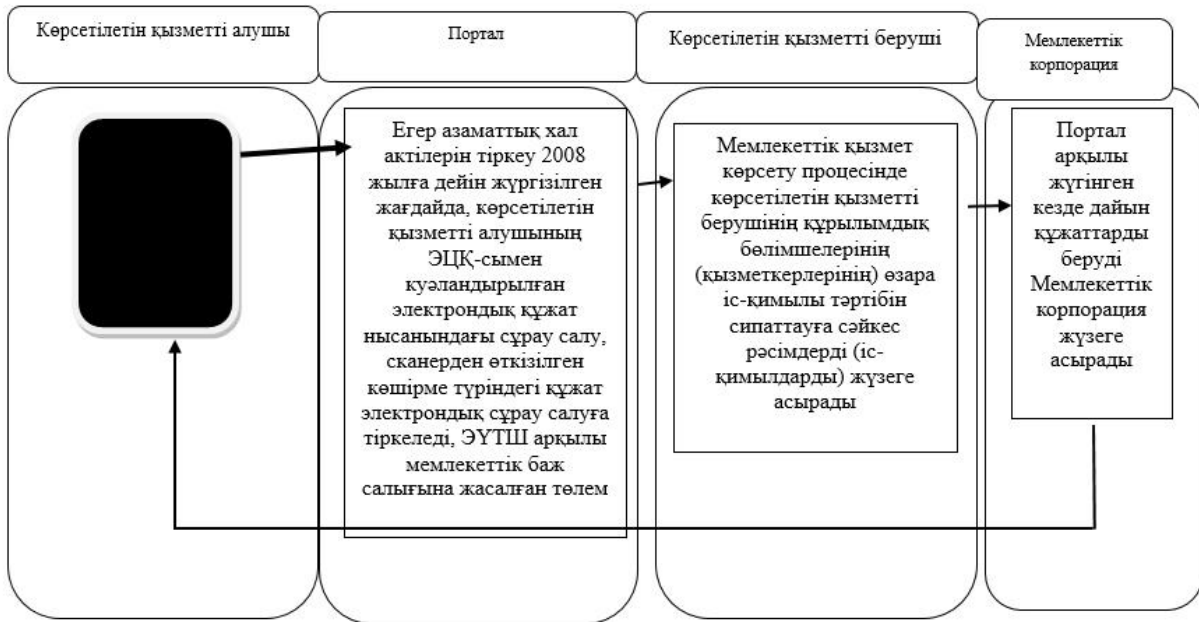 Көрсетілетін қызметті алушы
Портал
Көрсетілетін қызметті беруші
Мемлекеттік
корпорация
Егер азаматтық хал
актілерін тіркеу 2008
жылға дейін жүргізілген
жағдайда, көрсетілетін
қызметті алушының
ЭЦҚ-сымен
куәландырылған
электрондық құжат
нысанындағы сұрау салу,
сканерден өткізілген
көшірме түріндегі құжат
электрондық сұрау салуға
тіркеледі, ЭҮТШ арқылы
мемлекеттік баж
салығына жасалған төлем
Мемлекеттік қызмет
көрсету процесінде
көрсетілетін қызметті
берушінің құрылымдық
бөлімшелерінің
(қызметкерлерінің) өзара
іс-қимылы тәртібін
сипаттауға сәйкес
рәсімдерді (іс-
қимылдарды) жүзеге
асырады
Портал
арқылы
жүгінген
кезде дайын
құжаттарды
беруді
Мемлекеттік
корпорация
жүзеге
асырады